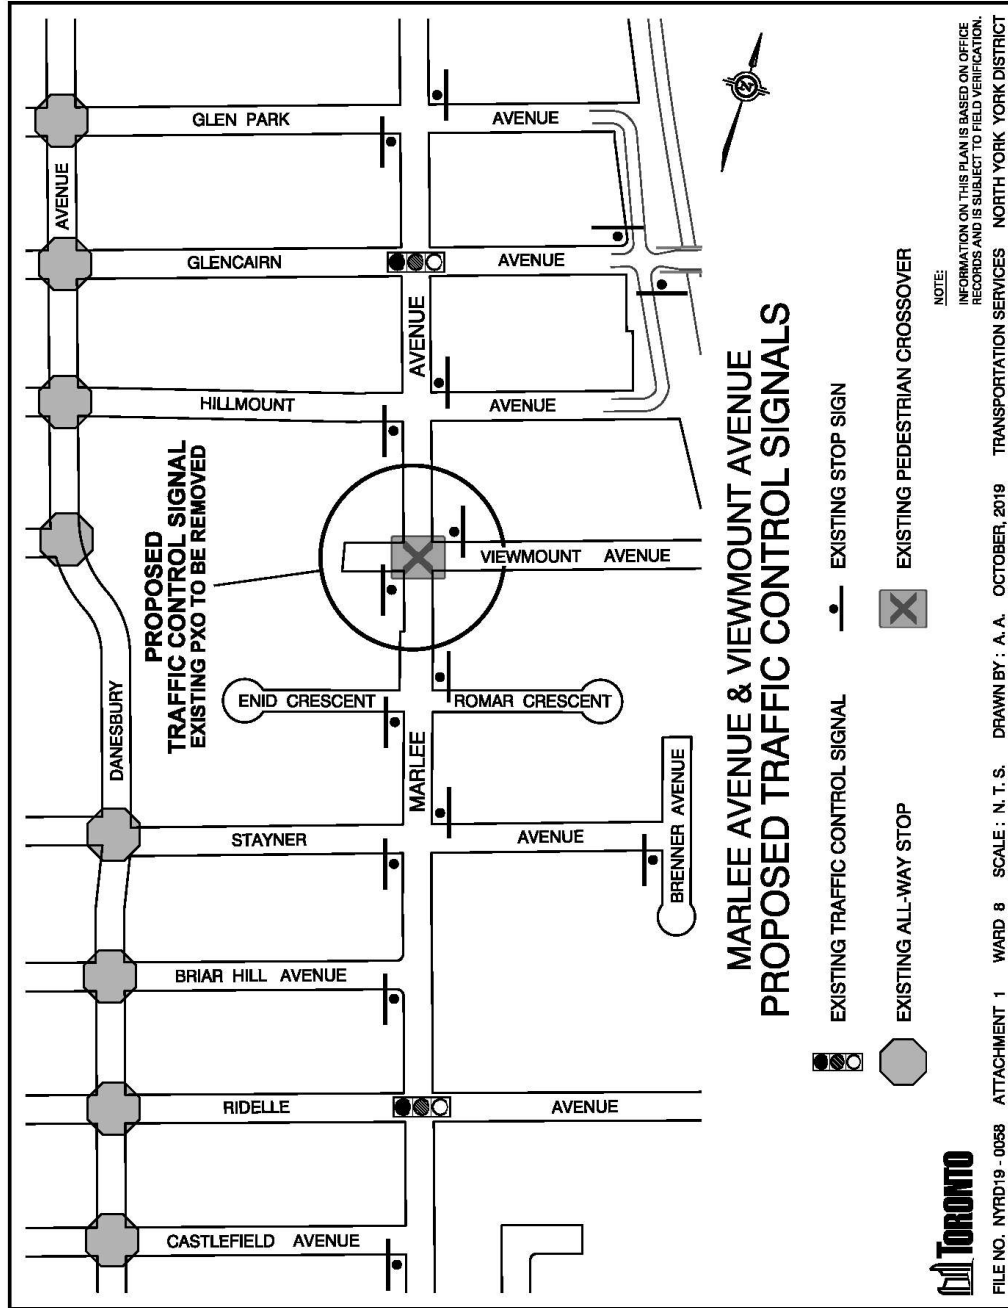 GLEN PARK
AVENUE
AVENUE
GLENCAIRN
AVENUE
AVENUE
HILLMOUNT
AVENUE
PROPOSED
TRAFFIC CONTROL SIGNAL
EXISTING PXO TO BE REMOVED
VIEWMOUNT AVENUE
DANESBURY
ENID CRESCENT
ROMAR CRESCENT
MARLEE
STAYNER
AVENUE
BRENNER AVENUE
BRIAR HILL AVENUE
RIDELLE
AVENUE
CASTLEFIELD AVENUE
N
MARLEE AVENUE & VIEWMOUNT AVENUE
PROPOSED TRAFFIC CONTROL SIGNALS
EXISTING TRAFFIC CONTROL SIGNAL
EXISTING STOP SIGN
EXISTING ALL-WAY STOP
X
EXISTING PEDESTRIAN CROSSOVER
NOTE:
INFORMATION ON THIS PLAN IS BASED ON OFFICE
RECORDS AND IS SUBJECT TO FIELD VERIFICATION.
TORONTO
FILE NO. NYRD19 - 0058 ATTACHMENT 1 WARD 8 SCALE : N. T. S. DRAWN BY : A. A. OCTOBER, 2019 TRANSPORTATION SERVICES NORTH YORK DISTRICT